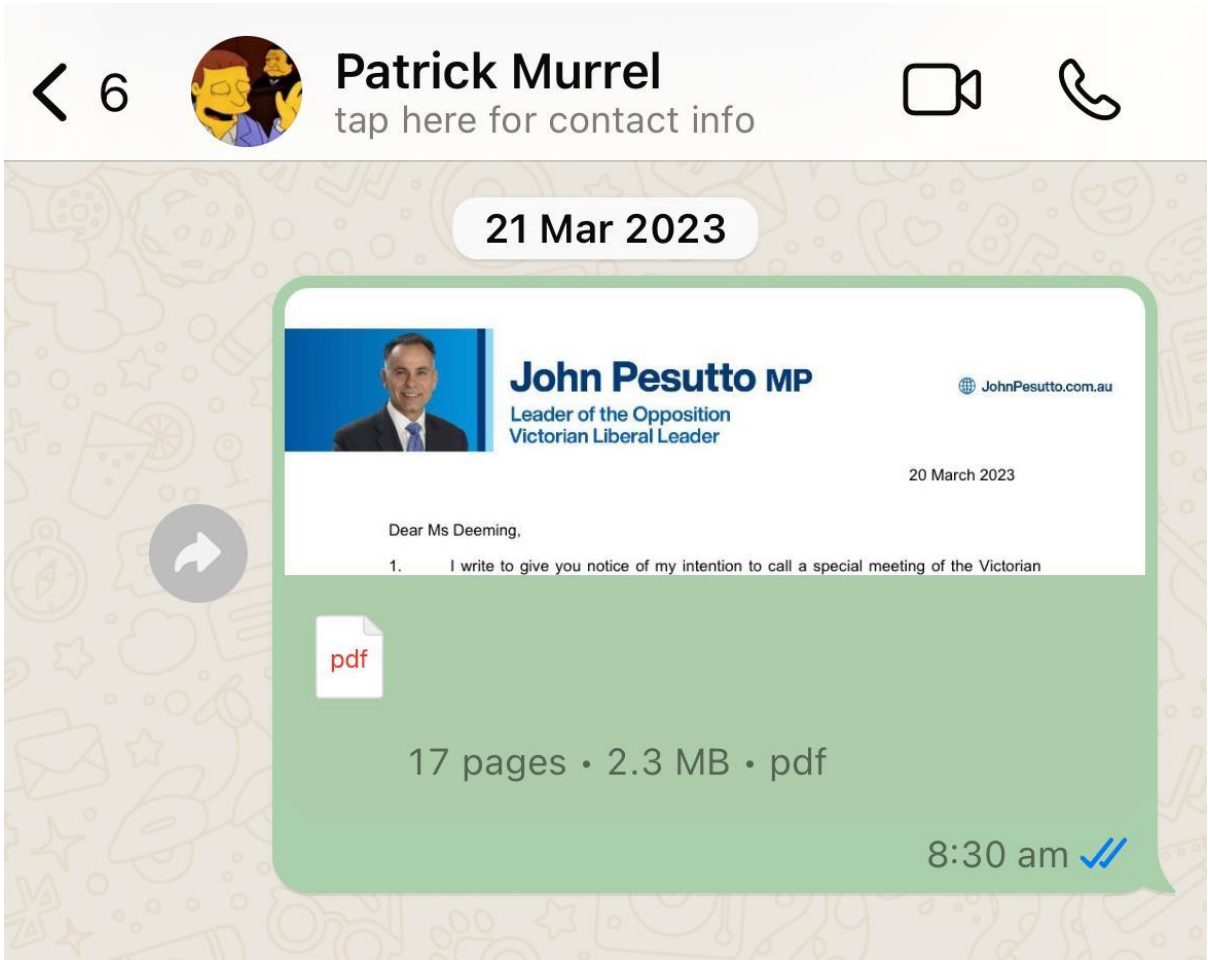 6
Patrick Murrel
tap here for contact info
21 Mar 2023
John Pesutto MP
JohnPesutto.com.au
Leader of the Opposition
Victorian Liberal Leader
20 March 2023
Dear Ms Deeming,
1. I write to give you notice of my intention to call a special meeting of the Victorian
pdf
17 pages • 2.3 MB • pdf
8:30 am